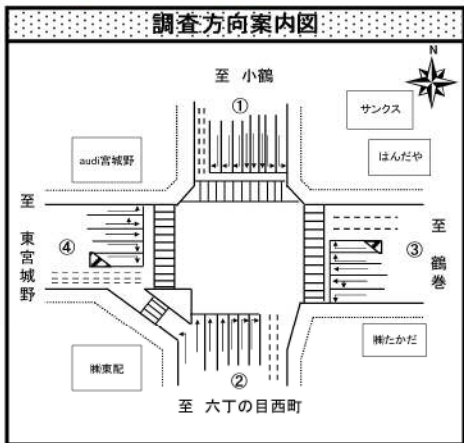 調査方向案内図
至 小鶴
N
①
サンクス
audi宮城野
はんだや
至 東宮城野
④
③
至 鶴巻
㈱たかだ
㈱東配
②
至 六丁の目西町